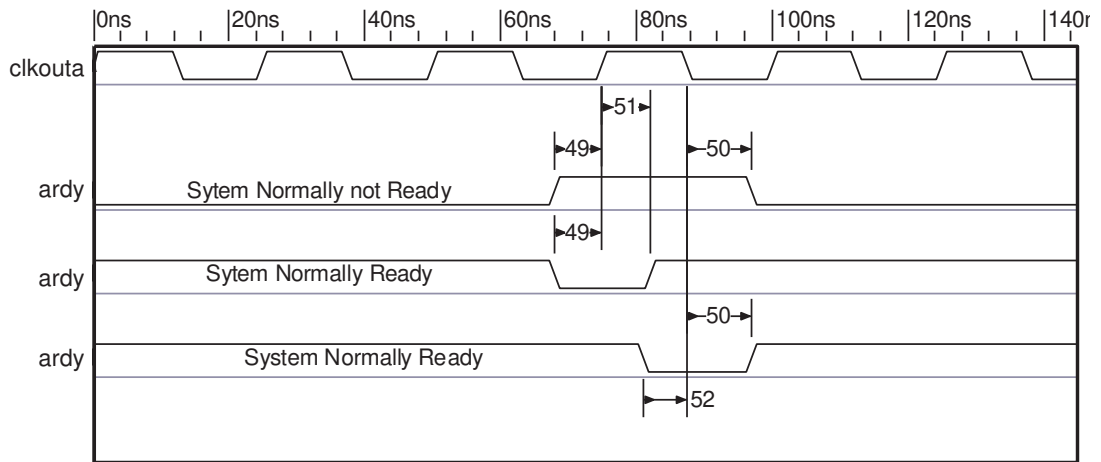 0ns 20ns 40ns 60ns 80ns 100ns 120ns 140n
clkouta
51
49 50
ardy Sytem Normally not Ready
49
ardy Sytem Normally Ready
50
ardy System Normally Ready
52